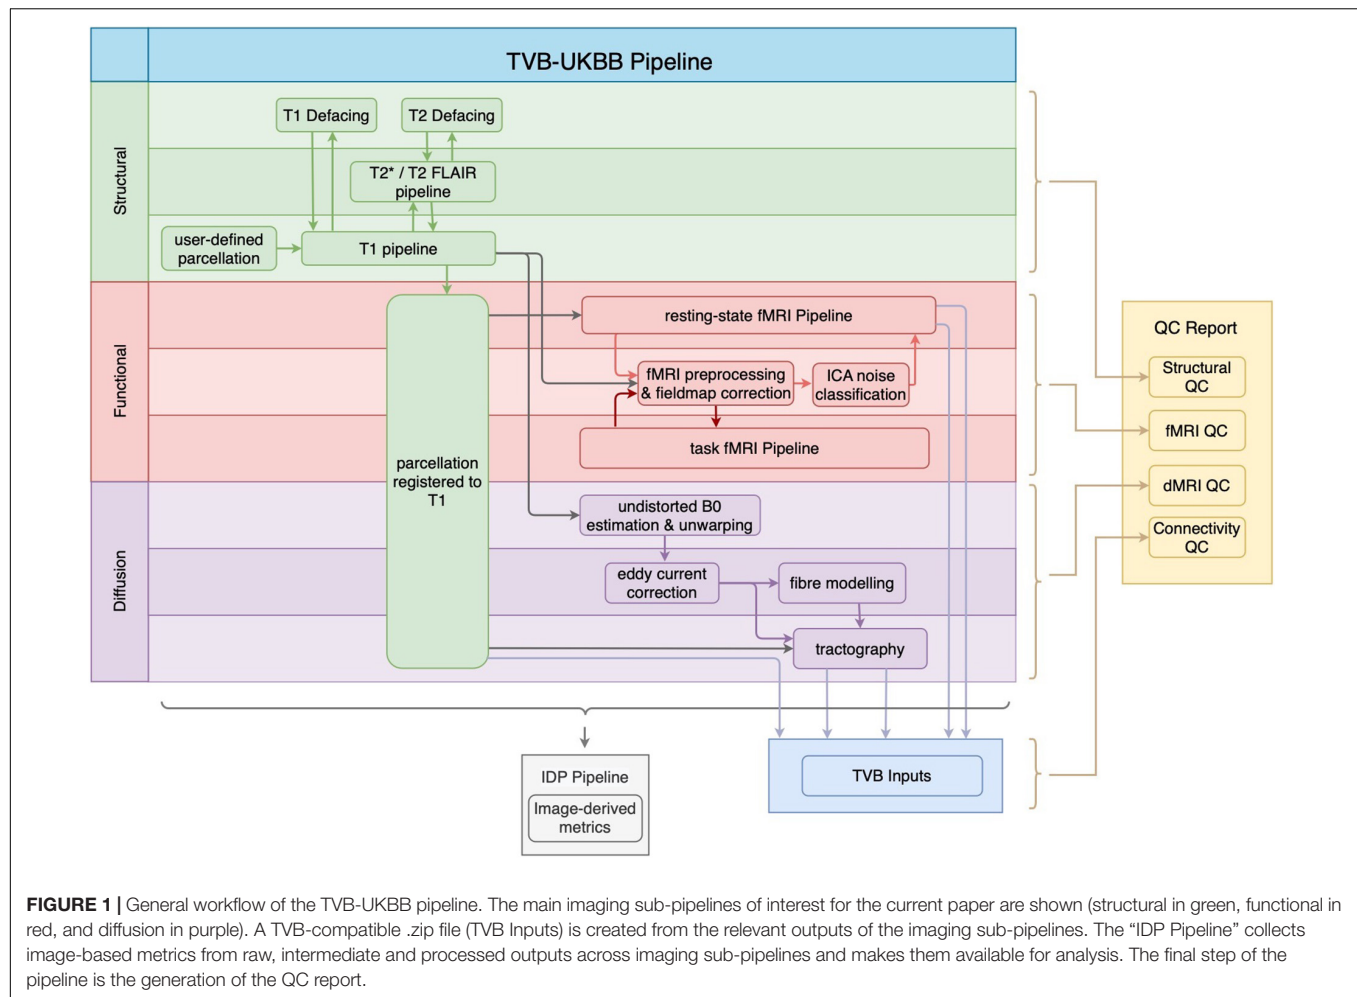 TVB-UKBB Pipeline
Structural
T1 Defacing
T2 Defacing
T2* / T2 FLAIR
pipeline
user-defined
parcellation
T1 pipeline
Functional
resting-state fMRI Pipeline
fMRI preprocessing
& fieldmap correction
ICA noise
classification
task fMRI Pipeline
parcellation
registered to
T1
Diffusion
undistorted B0
estimation & unwarping
eddy current
correction
fibre modelling
tractography
QC Report
Structural
QC
fMRI QC
dMRI QC
Connectivity
QC
IDP Pipeline
Image-derived
metrics
TVB Inputs
FIGURE 1 | General workflow of the TVB-UKBB pipeline. The main imaging sub-pipelines of interest for the current paper are shown (structural in green, functional in
red, and diffusion in purple). A TVB-compatible .zip file (TVB Inputs) is created from the relevant outputs of the imaging sub-pipelines. The “IDP Pipeline” collects
image-based metrics from raw, intermediate and processed outputs across imaging sub-pipelines and makes them available for analysis. The final step of the
pipeline is the generation of the QC report.